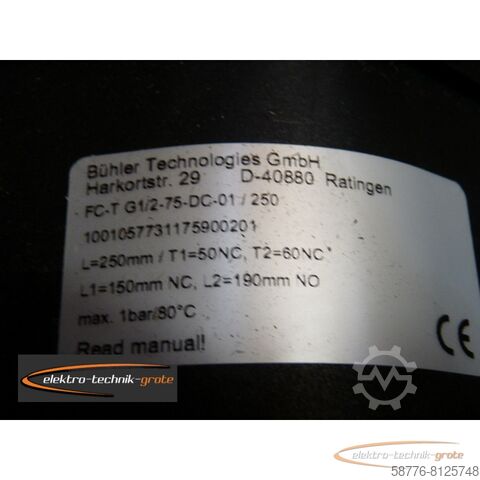 Bühler Technologies GmbH
Harkortstr. 29 D-40880 Ratingen
FC-T G1/2-75-DC-01 / 250
1001057731175900201
L=250mm / T1=50NC, T2=60NC*
L1=150mm NC, L2=190mm NO
max. 1bar/80°C
Read manual!
CE
elektro-technik-grote
elektro-technik-grote.de
58776-8125748